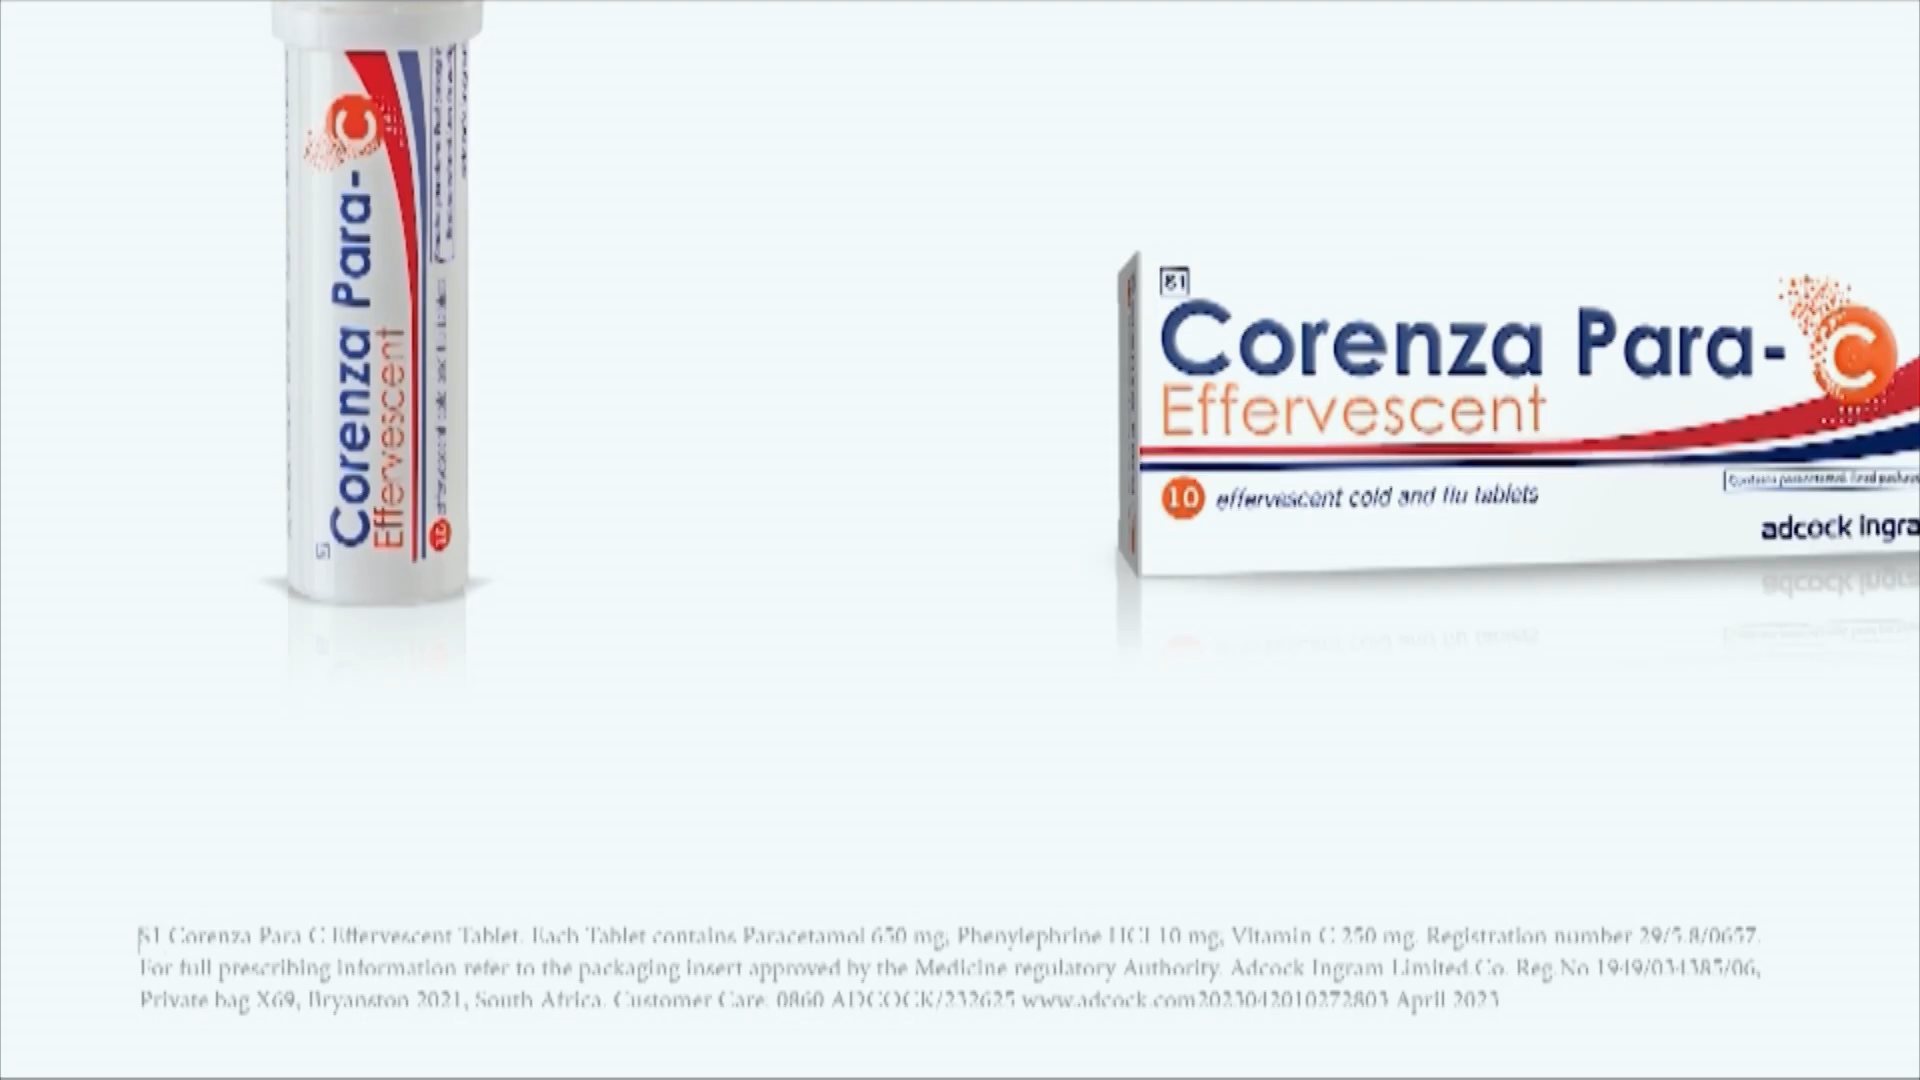 Corenza Para-C
Effervescent
S1
Corenza Para-C
Effervescent
10 effervescent cold and flu tablets
adcock ingra
S1 Corenza Para C Effervescent Tablet. Each Tablet contains Paracetamol 650 mg, Phenylephrine HCl 10 mg, Vitamin C 250 mg. Registration number 29/5.8/0657.
For full prescribing information refer to the packaging insert approved by the Medicine regulatory Authority. Adcock Ingram Limited.Co. Reg.No 1949/034385/06,
Private bag X69, Bryanston 2021, South Africa. Customer Care: 0860 ADCOCK/232625 www.adcock.com2023042010272803 April 2023